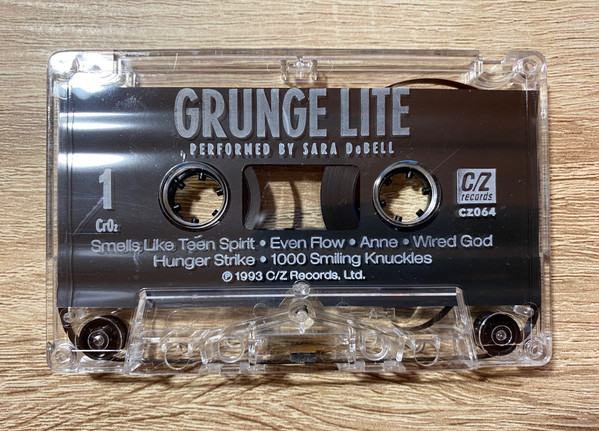 GRUNGE LITE
PERFORMED BY SARA DeBELL
1
CrO₂
C/Z
records
CZ064
Smells Like Teen Spirit • Even Flow • Anne • Wired God
Hunger Strike • 1000 Smiling Knuckles
℗ 1993 C/Z Records, Ltd.